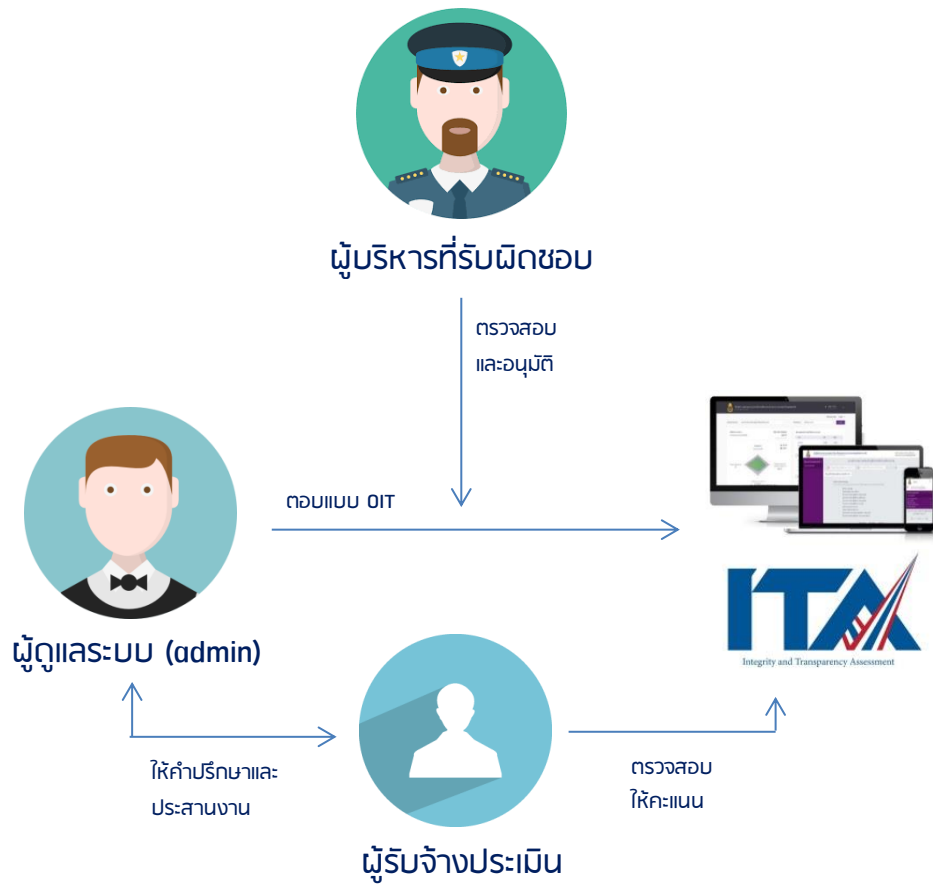 ผู้บริหารที่รับผิดชอบ
ตรวจสอบ
และอนุมัติ
ตอบแบบ OIT
ผู้ดูแลระบบ (admin)
ITA
Integrity and Transparency Assessment
ให้คำปรึกษาและ
ประสานงาน
ตรวจสอบ
ให้คะแนน
ผู้รับจ้างประเมิน